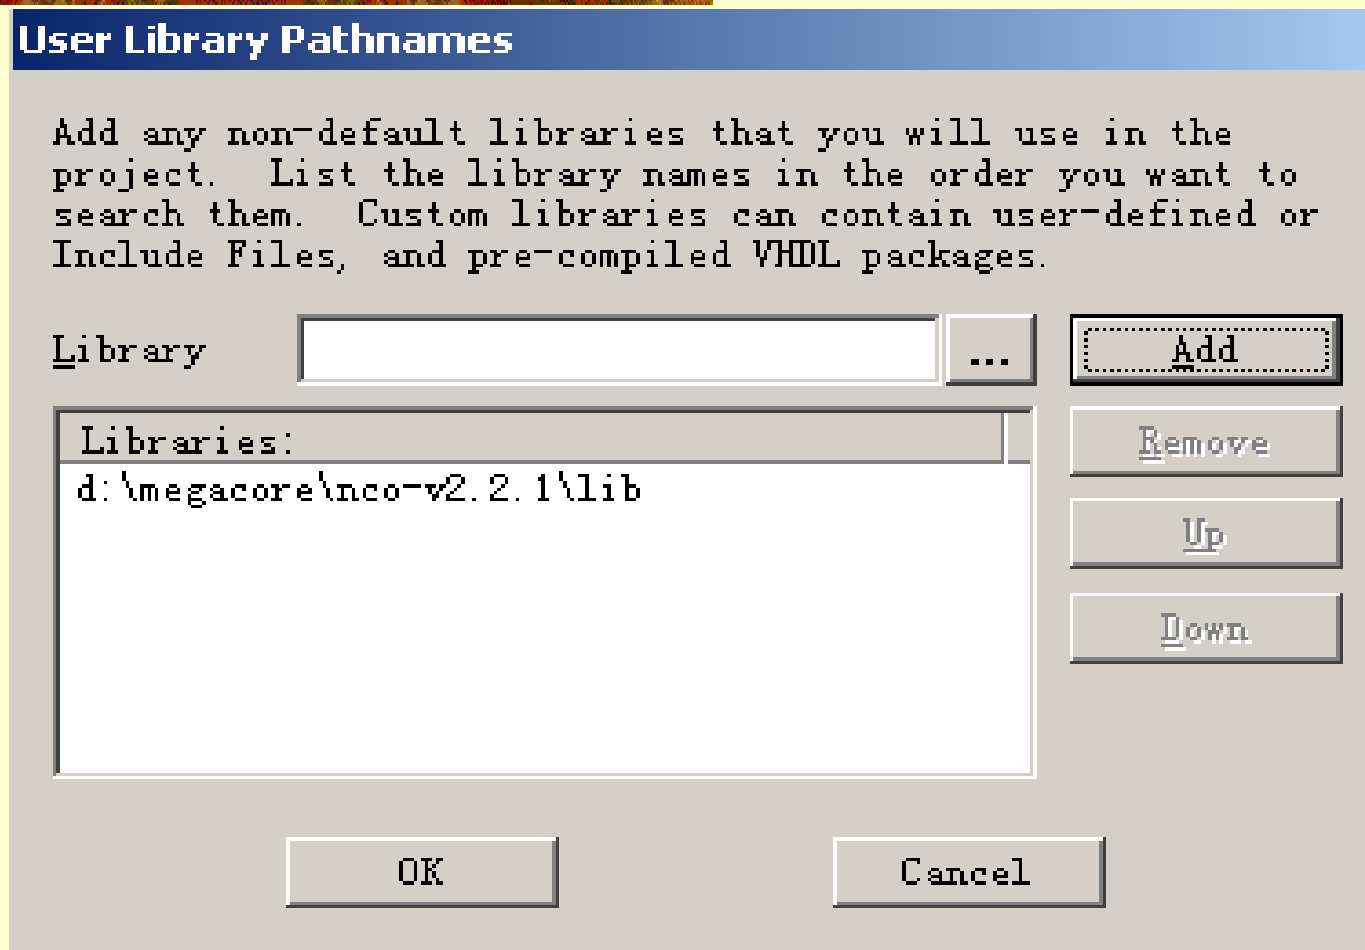 User Library Pathnames
Add any non-default libraries that you will use in the
project.  List the library names in the order you want to
search them.  Custom libraries can contain user-defined or
Include Files, and pre-compiled VHDL packages.
Library ... Add
Libraries:
Remove
d:\megacore\nco-v2.2.1\lib
Up
Down
OK Cancel